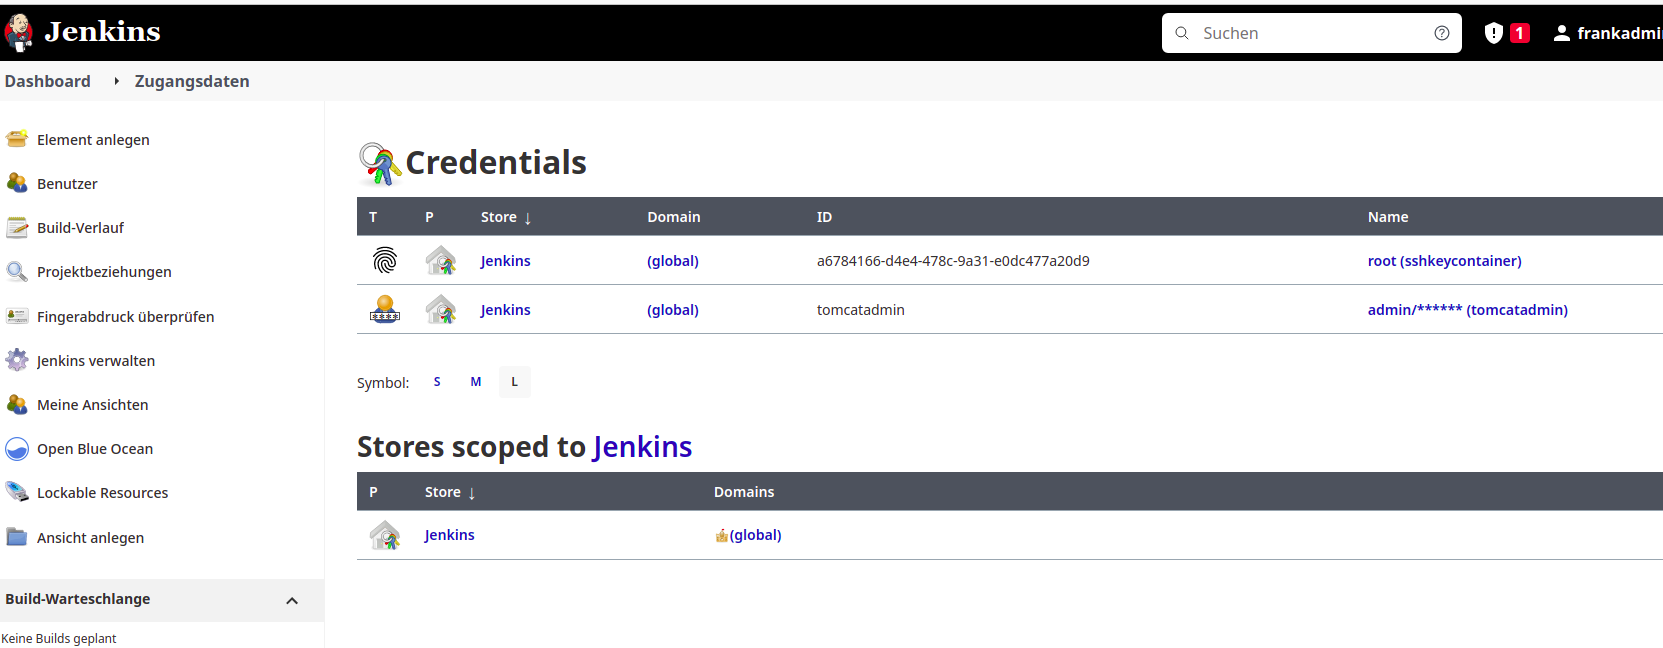 Jenkins
Suchen
1
frankadmi
Dashboard Zugangsdaten
Element anlegen
Benutzer
Build-Verlauf
Projektbeziehungen
Fingerabdruck überprüfen
Jenkins verwalten
Meine Ansichten
Open Blue Ocean
Lockable Resources
Ansicht anlegen
Build-Warteschlange
Keine Builds geplant
Credentials
T P Store ↓ Domain ID Name
Jenkins (global) a6784166-d4e4-478c-9a31-e0dc477a20d9 root (sshkeycontainer)
Jenkins (global) tomcatadmin admin/****** (tomcatadmin)
Symbol: S M L
Stores scoped to Jenkins
P Store ↓ Domains
Jenkins (global)